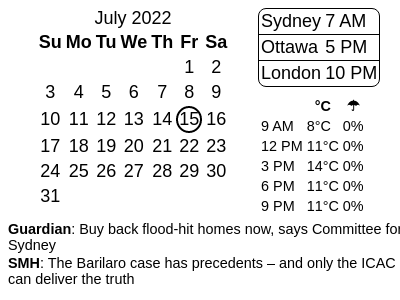 July 2022
Su Mo Tu We Th Fr Sa
1 2
3 4 5 6 7 8 9
10 11 12 13 14 15 16
17 18 19 20 21 22 23
24 25 26 27 28 29 30
31
Sydney 7 AM
Ottawa 5 PM
London 10 PM
°C ☂
9 AM 8°C 0%
12 PM 11°C 0%
3 PM 14°C 0%
6 PM 11°C 0%
9 PM 11°C 0%
Guardian: Buy back flood-hit homes now, says Committee for
Sydney
SMH: The Barilaro case has precedents – and only the ICAC
can deliver the truth